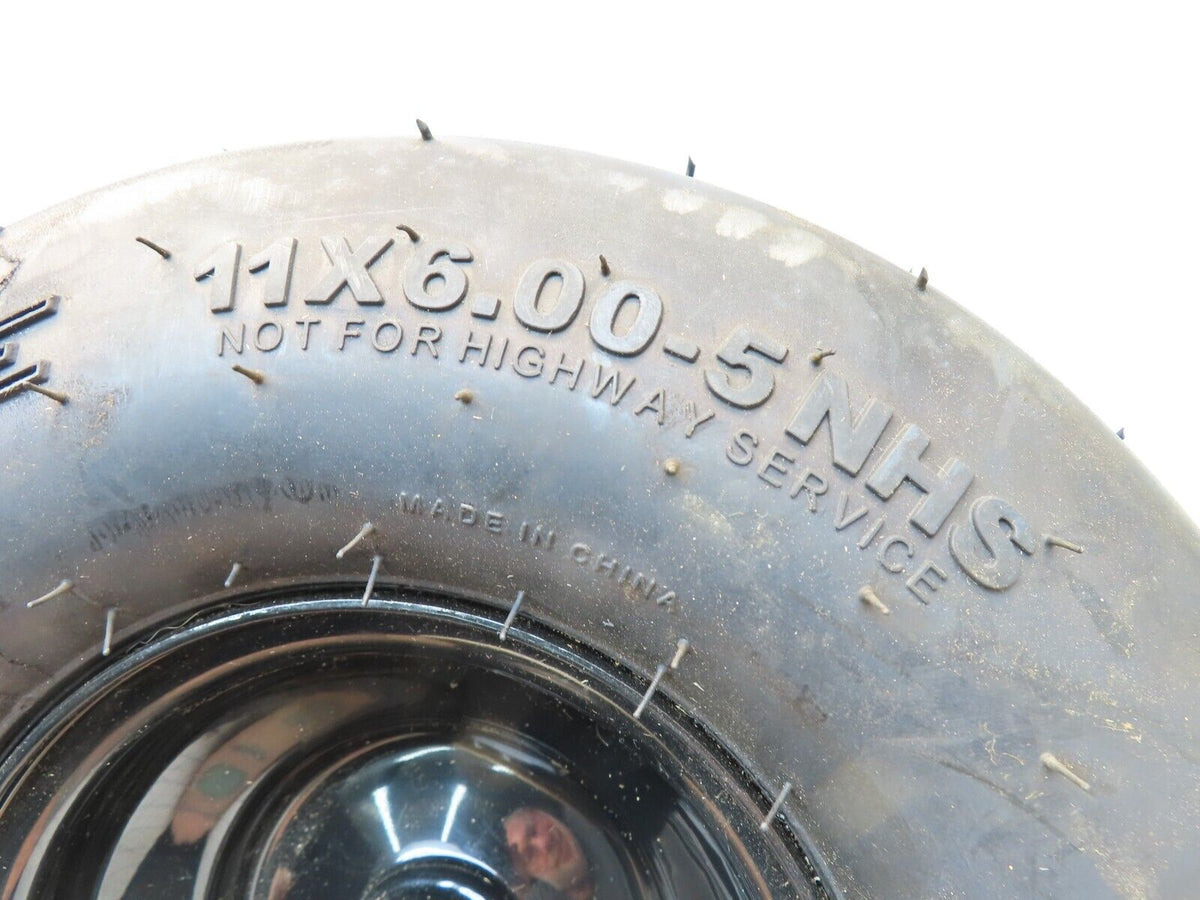 11X6.00-5 NHS
NOT FOR HIGHWAY SERVICE
MADE IN CHINA